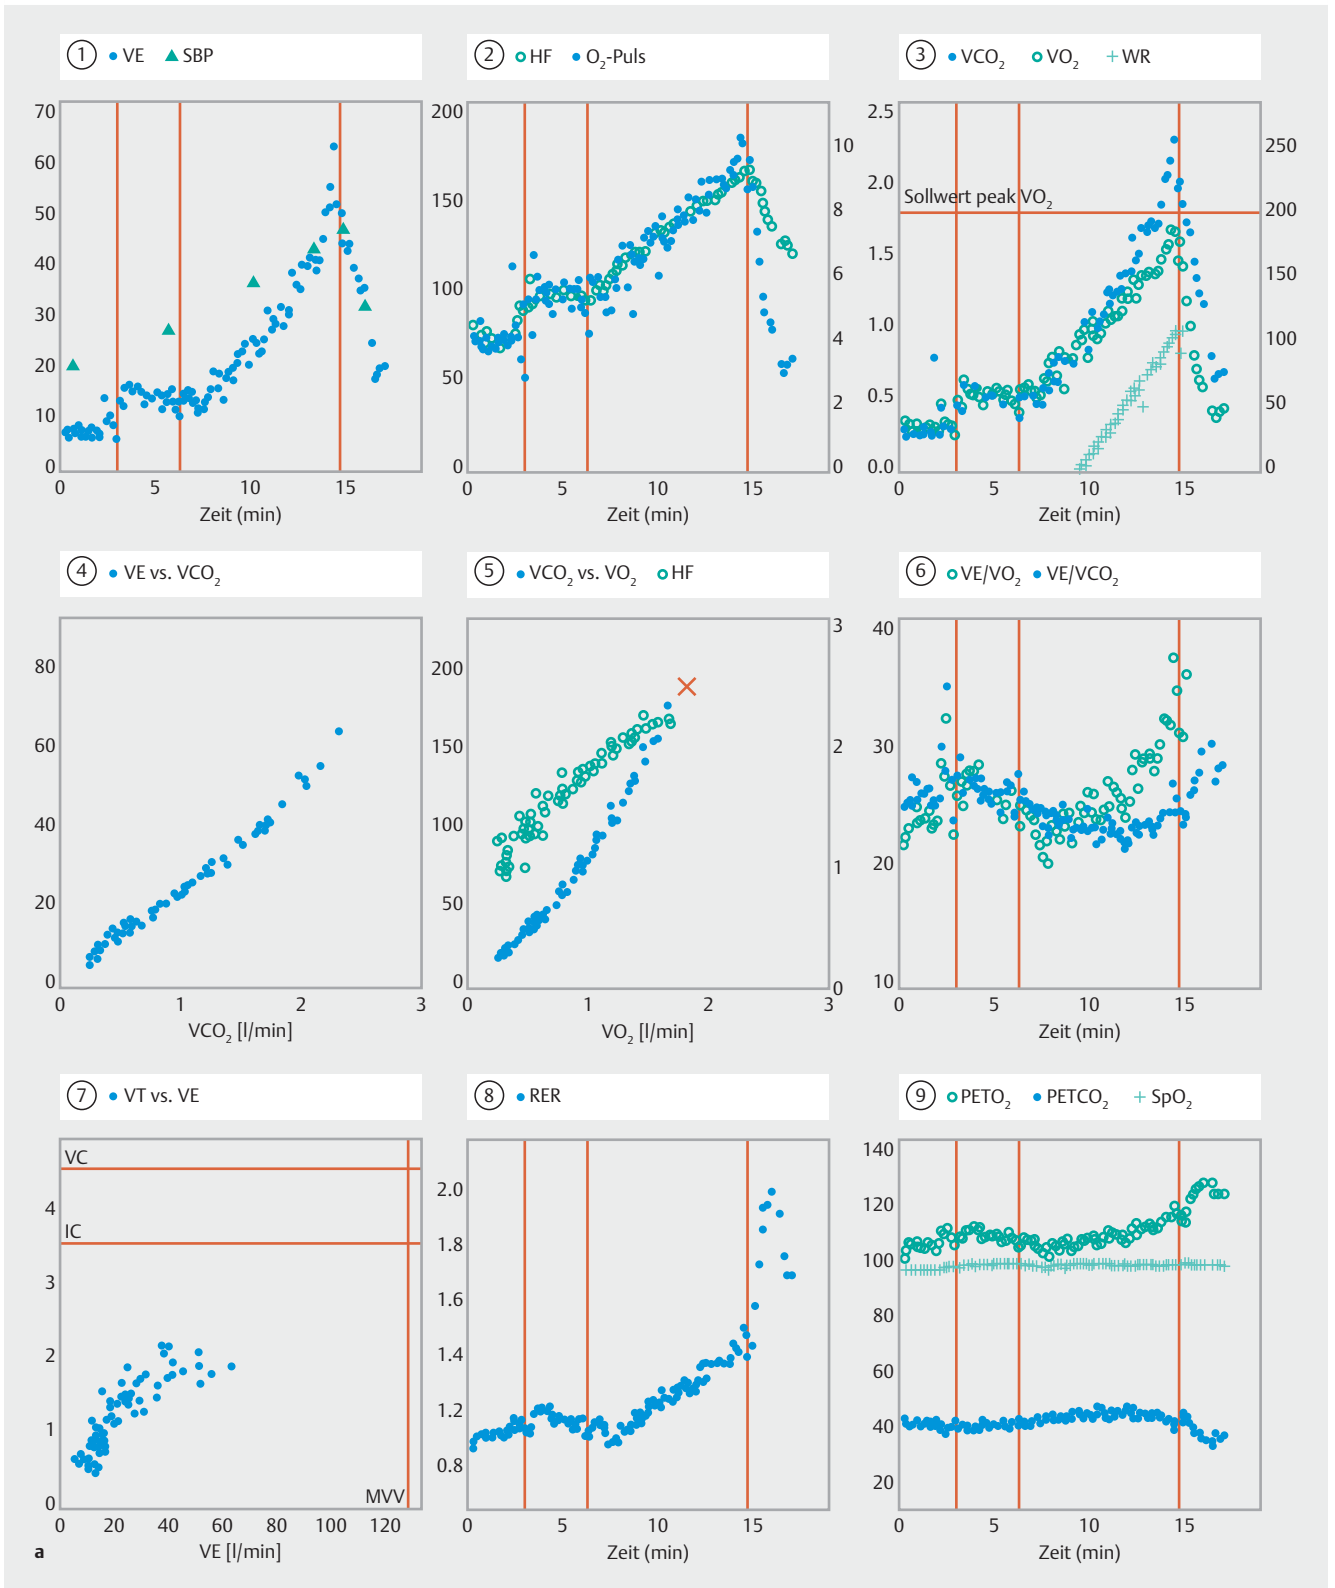 1 VE SBP
70
60
50
40
30
20
10
0
0 5 10 15
Zeit (min)
2 HF O2-Puls
200
150
100
50
0
10
8
6
4
2
0
0 5 10 15
Zeit (min)
3 VCO2 VO2 WR
2.5
2.0
1.5
1.0
0.5
0.0
Sollwert peak VO2
250
200
150
100
50
0
0 5 10 15
Zeit (min)
4 VE vs. VCO2
80
60
40
20
0
0 1 2 3
VCO2 [l/min]
5 VCO2 vs. VO2 HF
200
150
100
50
0
3
2
1
0
0 1 2 3
VO2 [l/min]
6 VE/VO2 VE/VCO2
40
30
20
10
0 5 10 15
Zeit (min)
7 VT vs. VE
VC
4
IC
3
2
1
0
MVV
0 20 40 60 80 100 120
VE [l/min]
8 RER
2.0
1.8
1.6
1.4
1.2
0.8
0 5 10 15
Zeit (min)
9 PETO2 PETCO2 SpO2
140
120
100
80
60
40
20
0 5 10 15
Zeit (min)
a